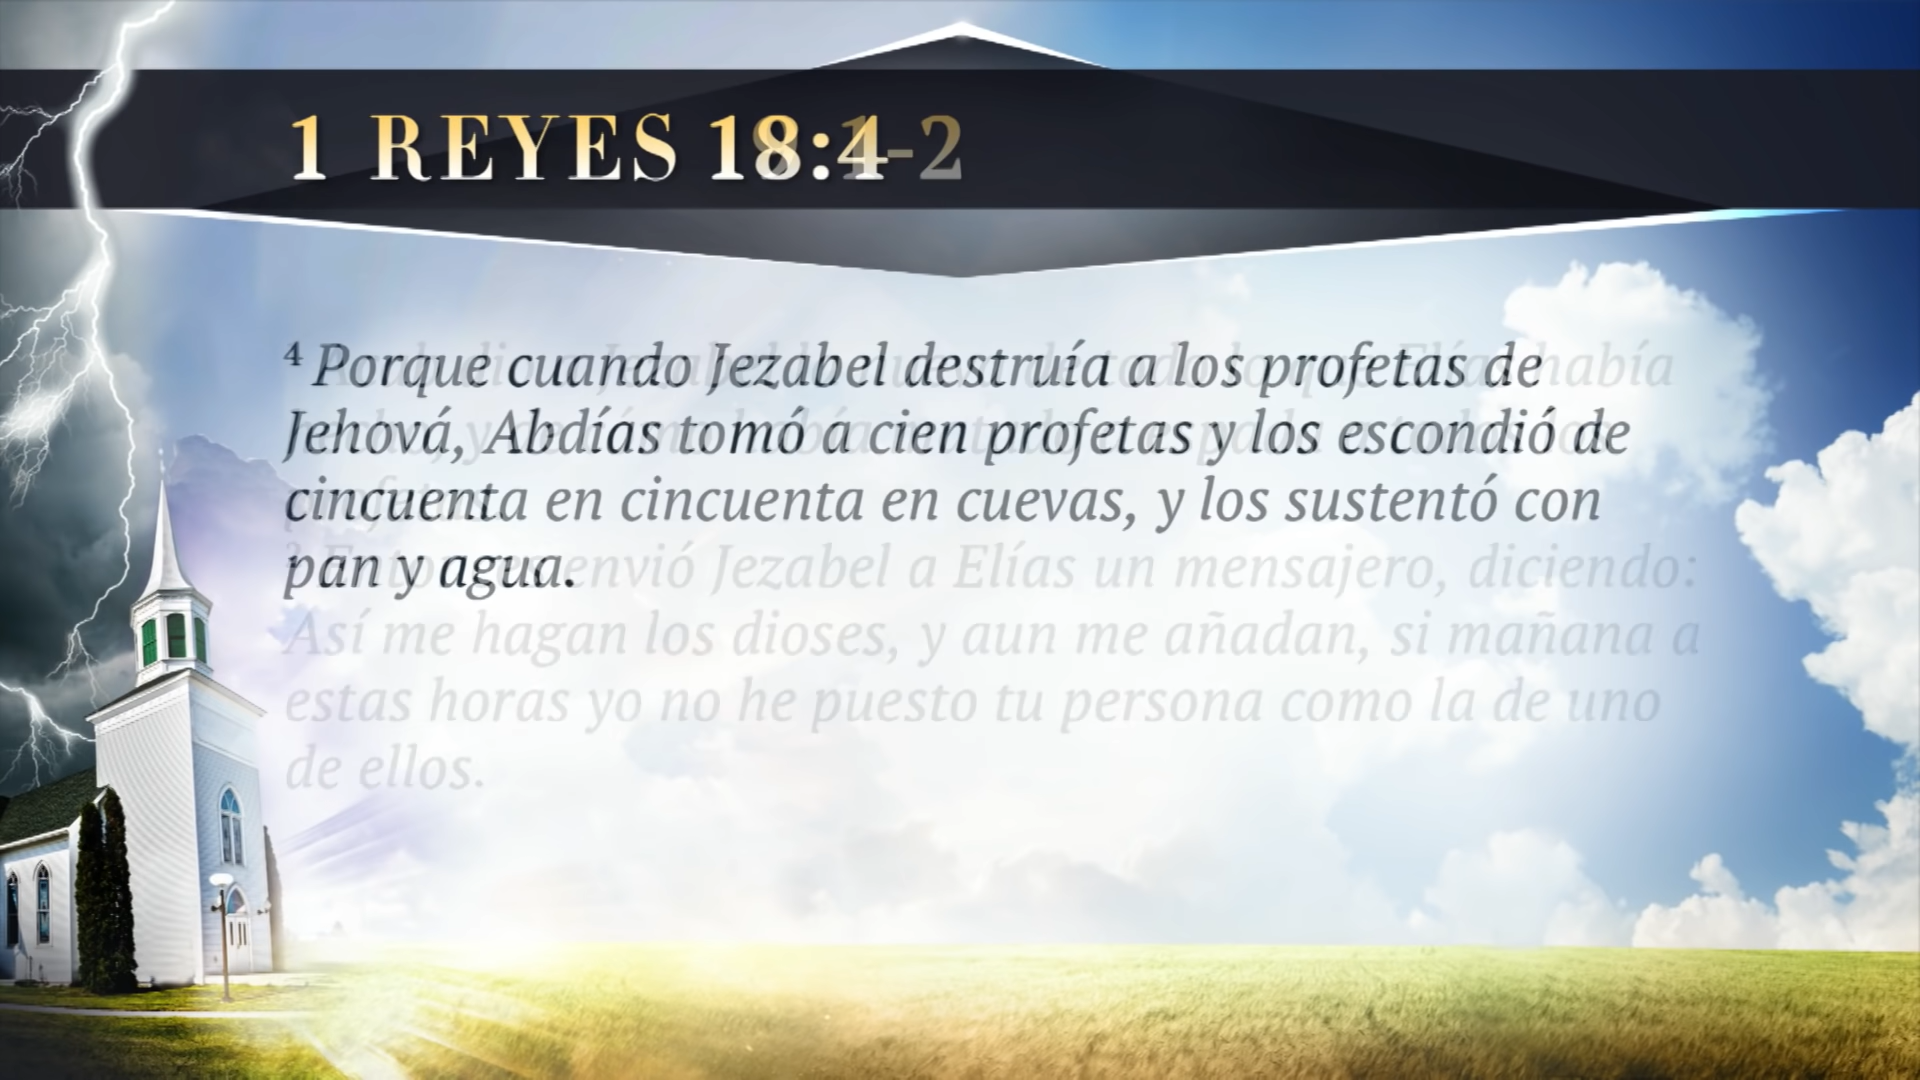 1 REYES 18:4
-2
⁴ Porque cuando Jezabel destruía a los profetas de
había
Jehová, Abdías tomó a cien profetas y los escondió de
cincuenta en cincuenta en cuevas, y los sustentó con
pan y agua.
envió Jezabel a Elías un mensajero, diciendo:
Así me hagan los dioses, y aun me añadan, si mañana a
estas horas yo no he puesto tu persona como la de uno
de ellos.